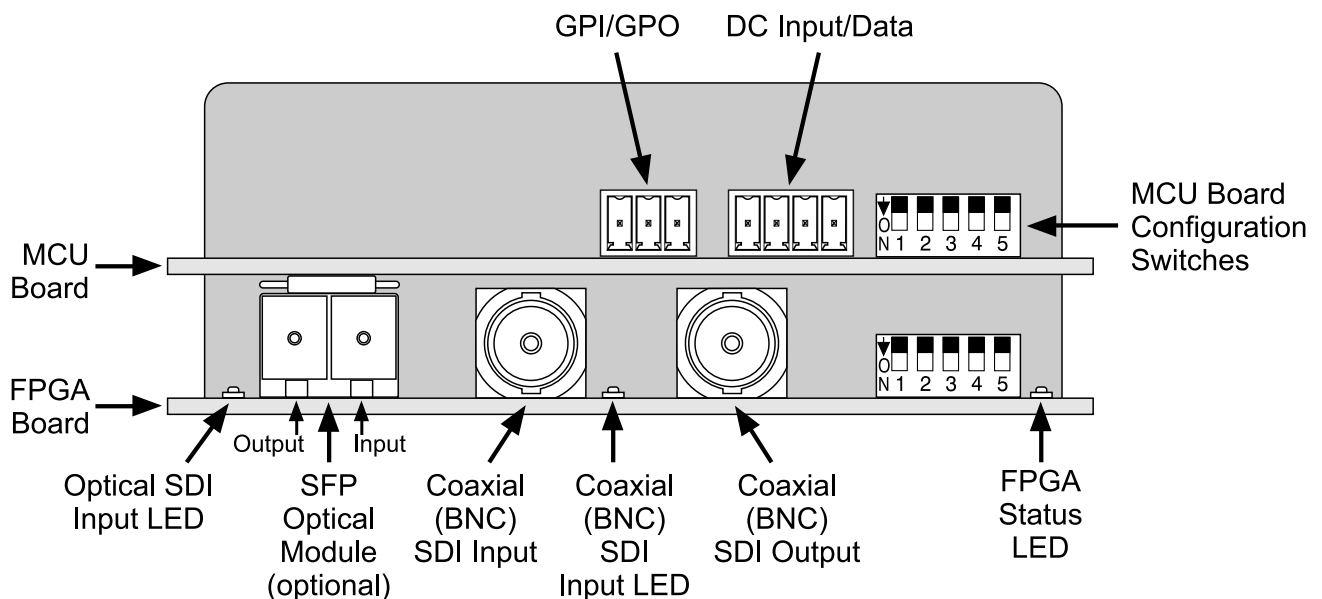 GPI/GPO
DC Input/Data
MCU Board
Configuration
Switches
O
N 1 2 3 4 5
MCU
Board
O
N 1 2 3 4 5
FPGA
Board
Output
Input
Optical SDI
Input LED
SFP
Optical
Module
(optional)
Coaxial
(BNC)
SDI Input
Coaxial
(BNC)
SDI
Input LED
Coaxial
(BNC)
SDI Output
FPGA
Status
LED